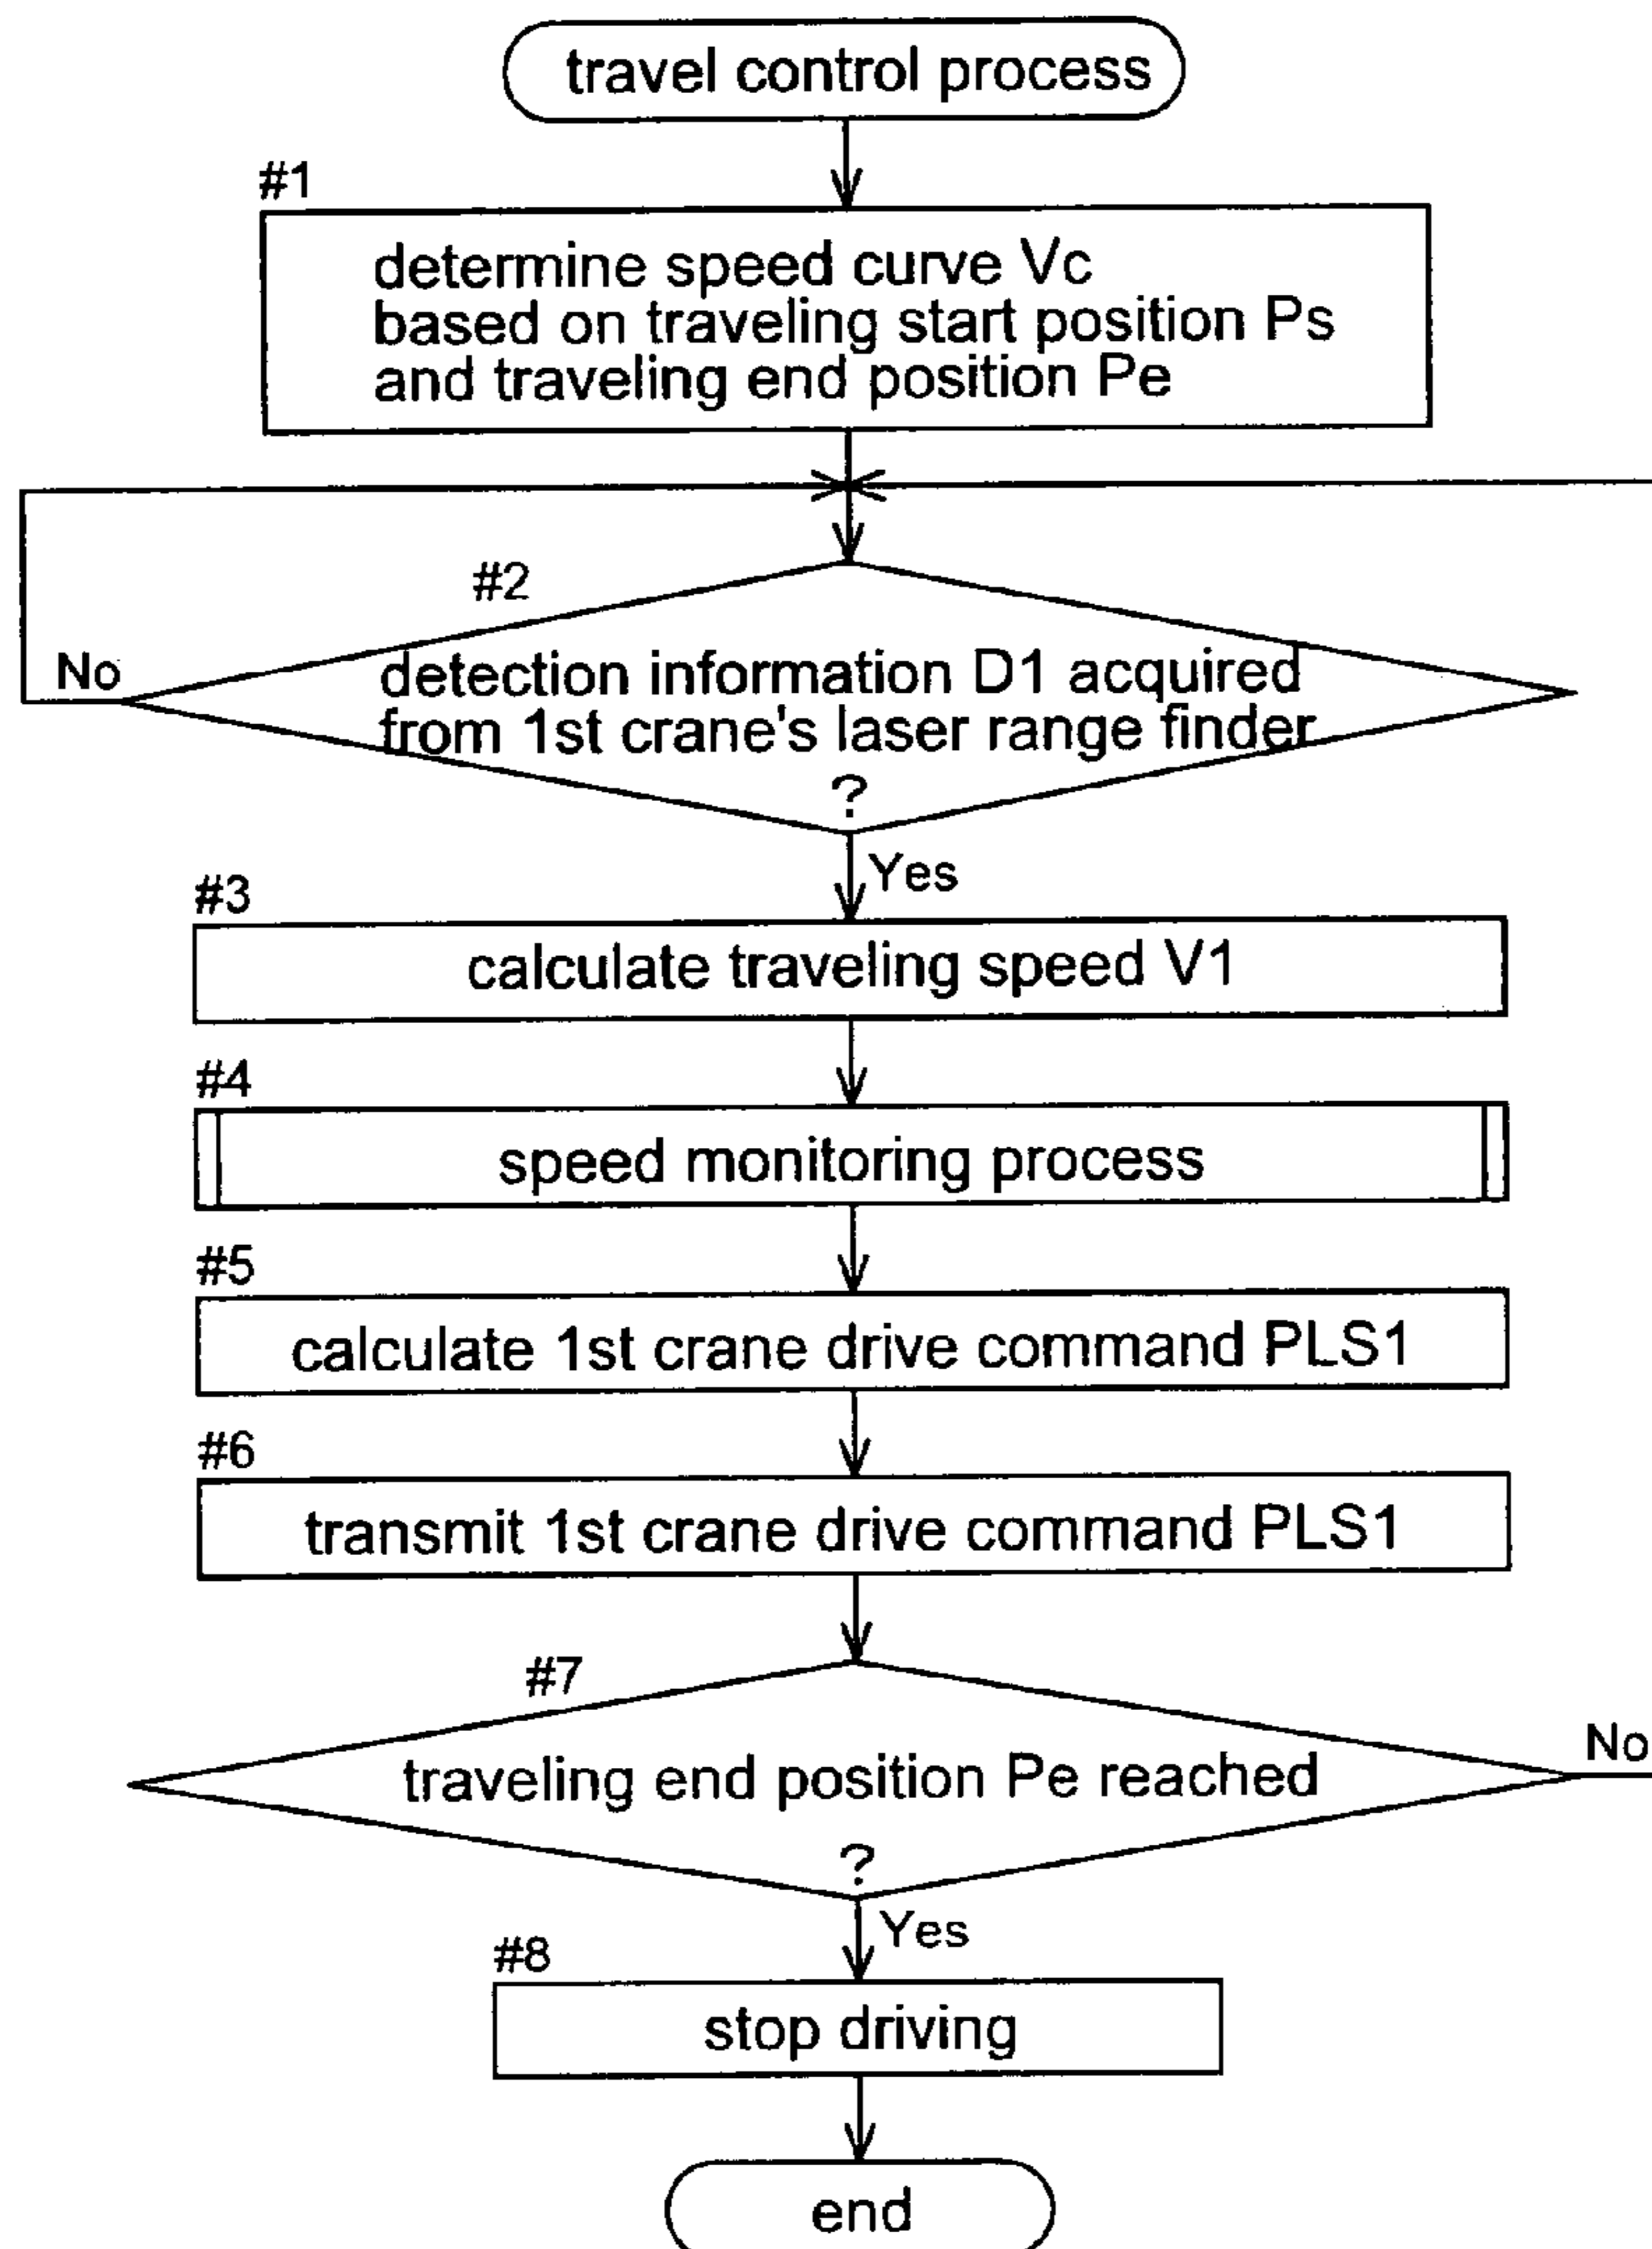 travel control process
#1
determine speed curve Vc
based on traveling start position Ps
and traveling end position Pe
#2
No
detection information D1 acquired
from 1st crane's laser range finder
?
Yes
#3
calculate traveling speed V1
#4
speed monitoring process
#5
calculate 1st crane drive command PLS1
#6
transmit 1st crane drive command PLS1
#7
No
traveling end position Pe reached
?
Yes
#8
stop driving
end